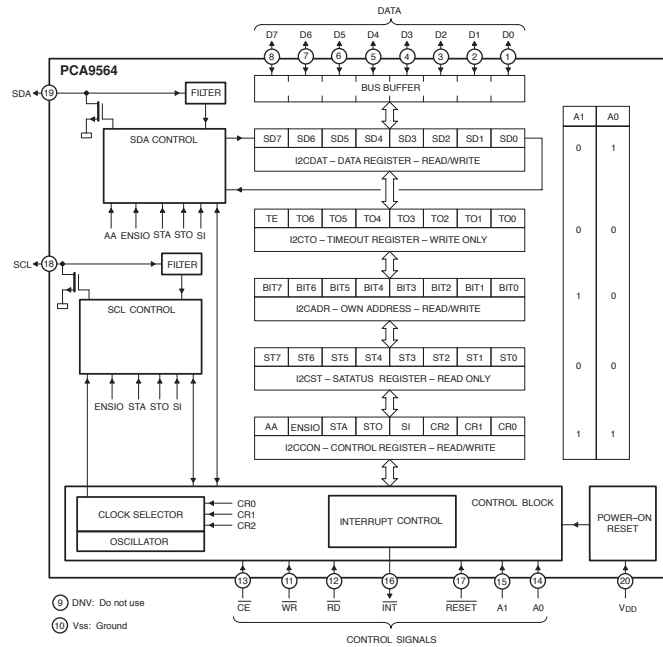 DATA
D7 D6 D5 D4 D3 D2 D1 D0
8 7 6 5 4 3 2 1
PCA9564
BUS BUFFER
SDA 19 FILTER
SDA CONTROL
AA ENSIO STA STO SI
SD7 SD6 SD5 SD4 SD3 SD2 SD1 SD0
I2CDAT – DATA REGISTER – READ/WRITE
TE TO6 TO5 TO4 TO3 TO2 TO1 TO0
I2CTO – TIMEOUT REGISTER – WRITE ONLY
SCL 18 FILTER
SCL CONTROL
ENSIO STA STO SI
BIT7 BIT6 BIT5 BIT4 BIT3 BIT2 BIT1 BIT0
I2CADR – OWN ADDRESS – READ/WRITE
ST7 ST6 ST5 ST4 ST3 ST2 ST1 ST0
I2CST – SATATUS REGISTER – READ ONLY
AA ENSIO STA STO SI CR2 CR1 CR0
I2CCON – CONTROL REGISTER – READ/WRITE
A1 A0
0 1
0 0
1 0
0 0
1 1
CLOCK SELECTOR
OSCILLATOR
CR0
CR1
CR2
INTERRUPT CONTROL
CONTROL BLOCK
POWER–ON
RESET
13 11 12 16 17 15 14 20
CE WR RD INT RESET A1 A0 VDD
CONTROL SIGNALS
9 DNV: Do not use
10 Vss: Ground